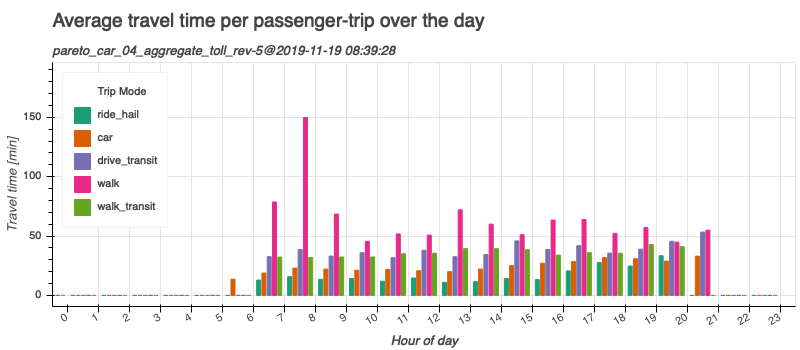 Average travel time per passenger-trip over the day
pareto_car_04_aggregate_toll_rev-5@2019-11-19 08:39:28
Trip Mode
ride_hail
car
drive_transit
walk
walk_transit
Travel time [min]
150
100
50
0
0 1 2 3 4 5 6 7 8 9 10 11 12 13 14 15 16 17 18 19 20 21 22 23
Hour of day